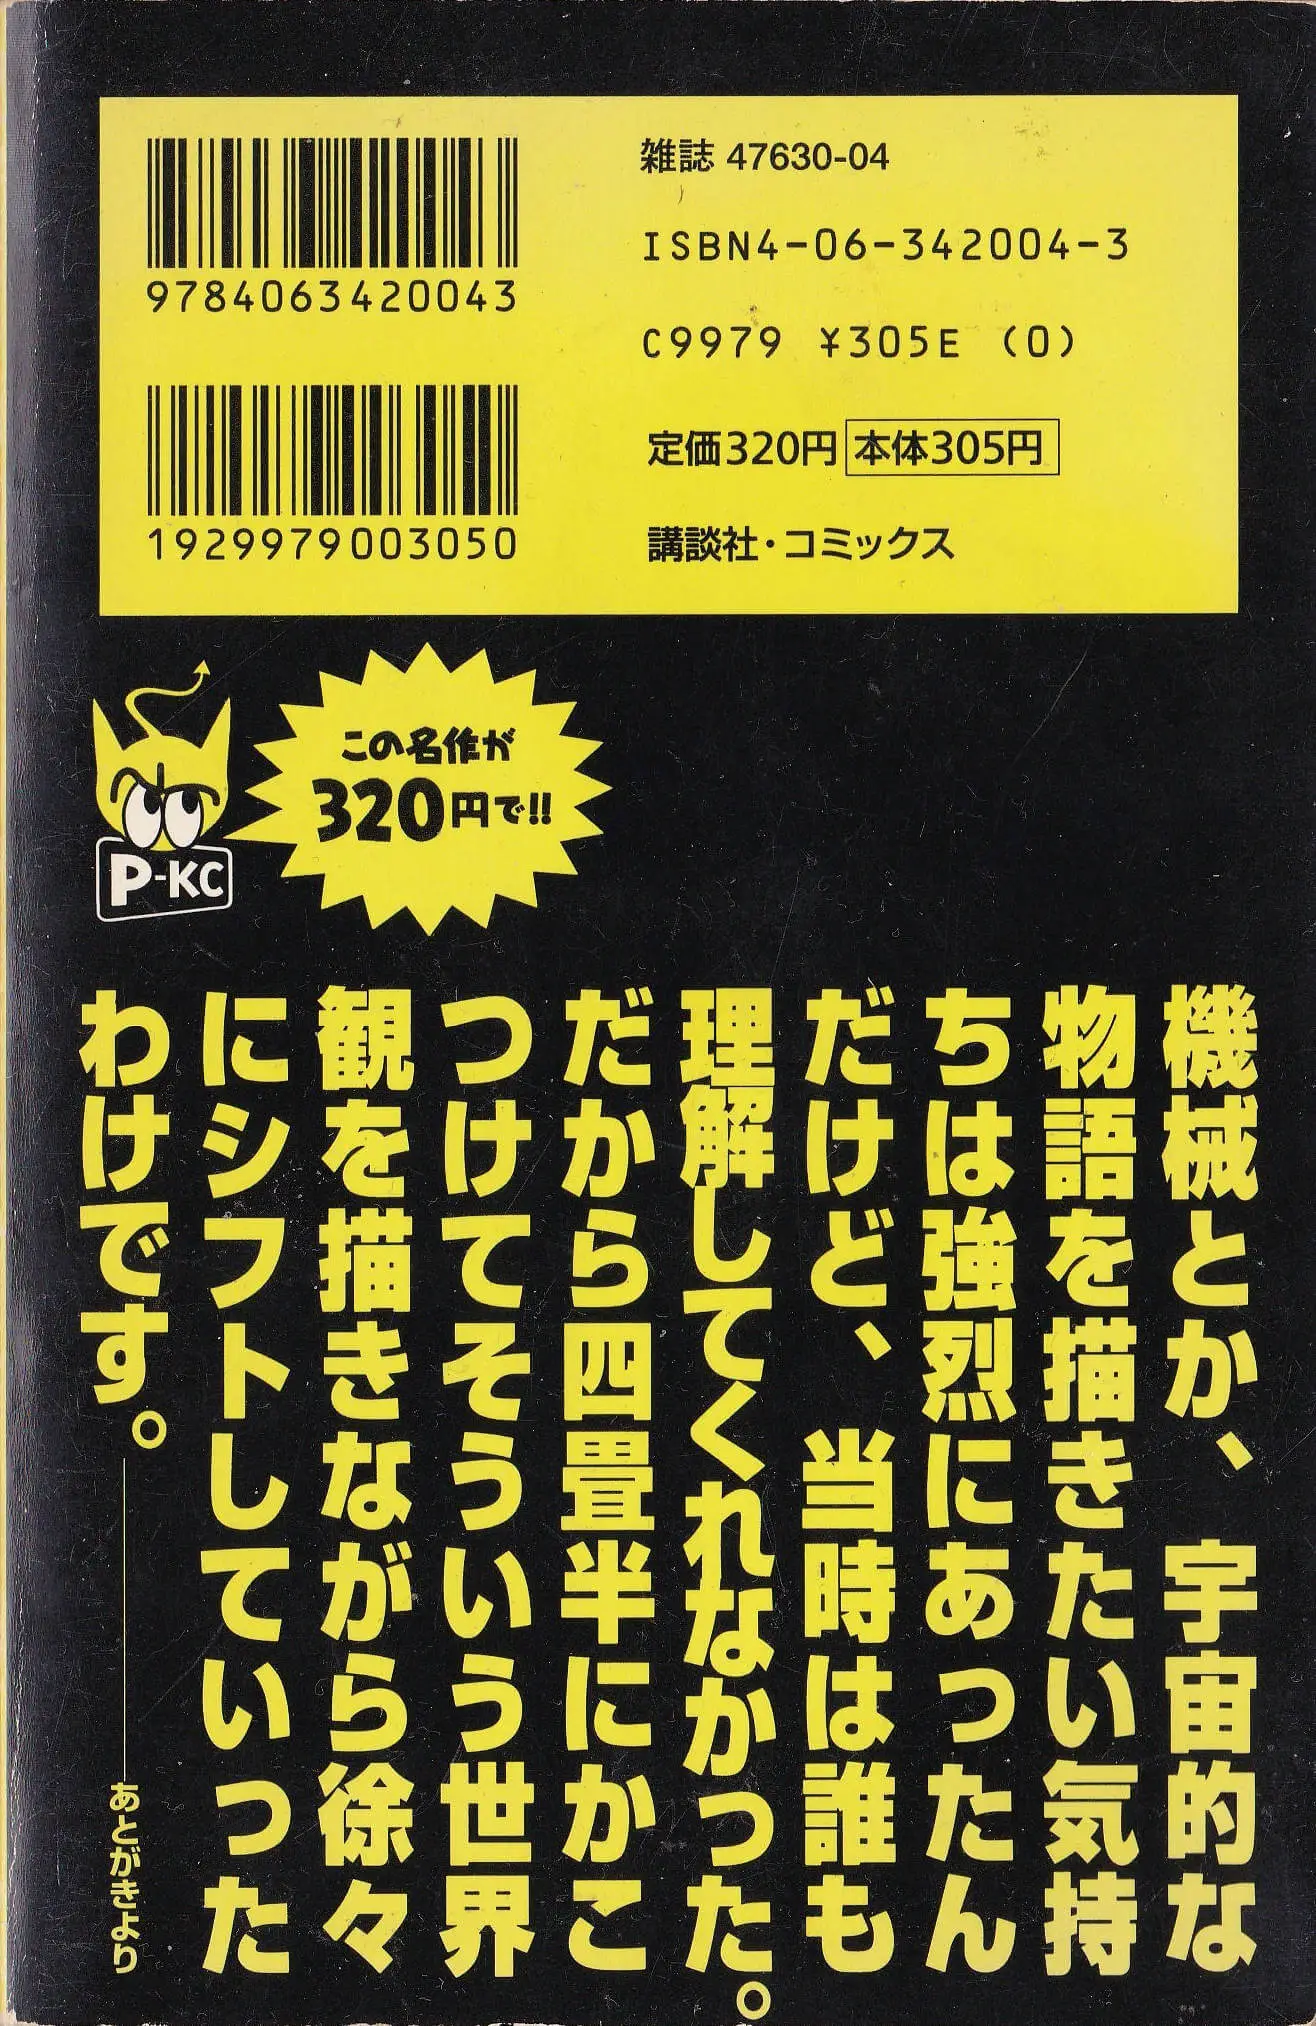 9784063420043
1929979003050
雑誌 47630-04
ISBN4-06-342004-3
C9979 ¥305E (0)
定価320円 本体305円
講談社・コミックス
P-KC
この名作が
320円で!!
機械とか、宇宙的な
物語を描きたい気持
ちは強烈にあったん
だけど、当時は誰も
理解してくれなかった。
だから四畳半にかこ
つけてそういう世界
観を描きながら徐々
にシフトしていった
わけです。——あとがきより